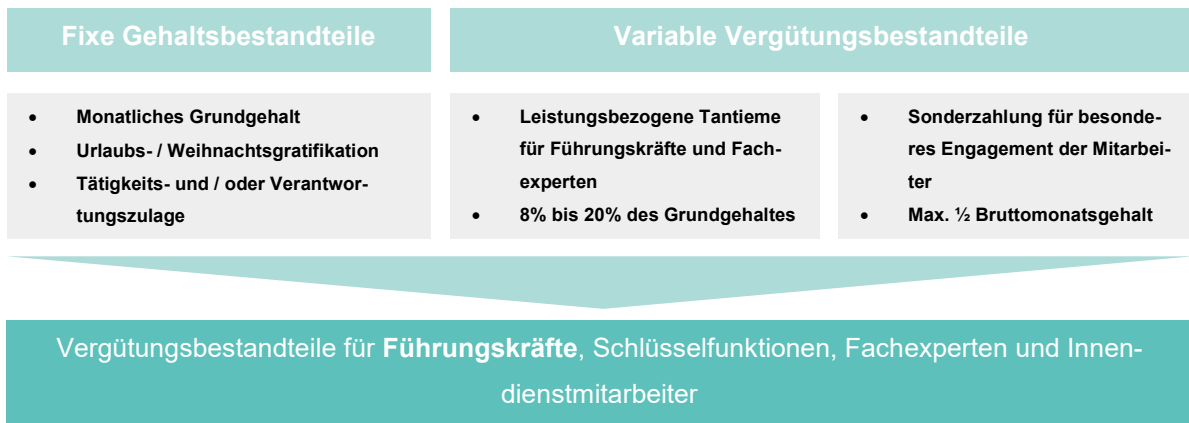 Fixe Gehaltsbestandteile
Variable Vergütungsbestandteile
• Monatliches Grundgehalt
• Urlaubs- / Weihnachtsgratifikation
• Tätigkeits- und / oder Verantwor-
tungszulage
• Leistungsbezogene Tantieme
für Führungskräfte und Fach-
experten
• 8% bis 20% des Grundgehaltes
• Sonderzahlung für besonde-
res Engagement der Mitarbei-
ter
• Max. ½ Bruttomonatsgehalt
Vergütungsbestandteile für Führungskräfte, Schlüsselfunktionen, Fachexperten und Innen-
dienstmitarbeiter